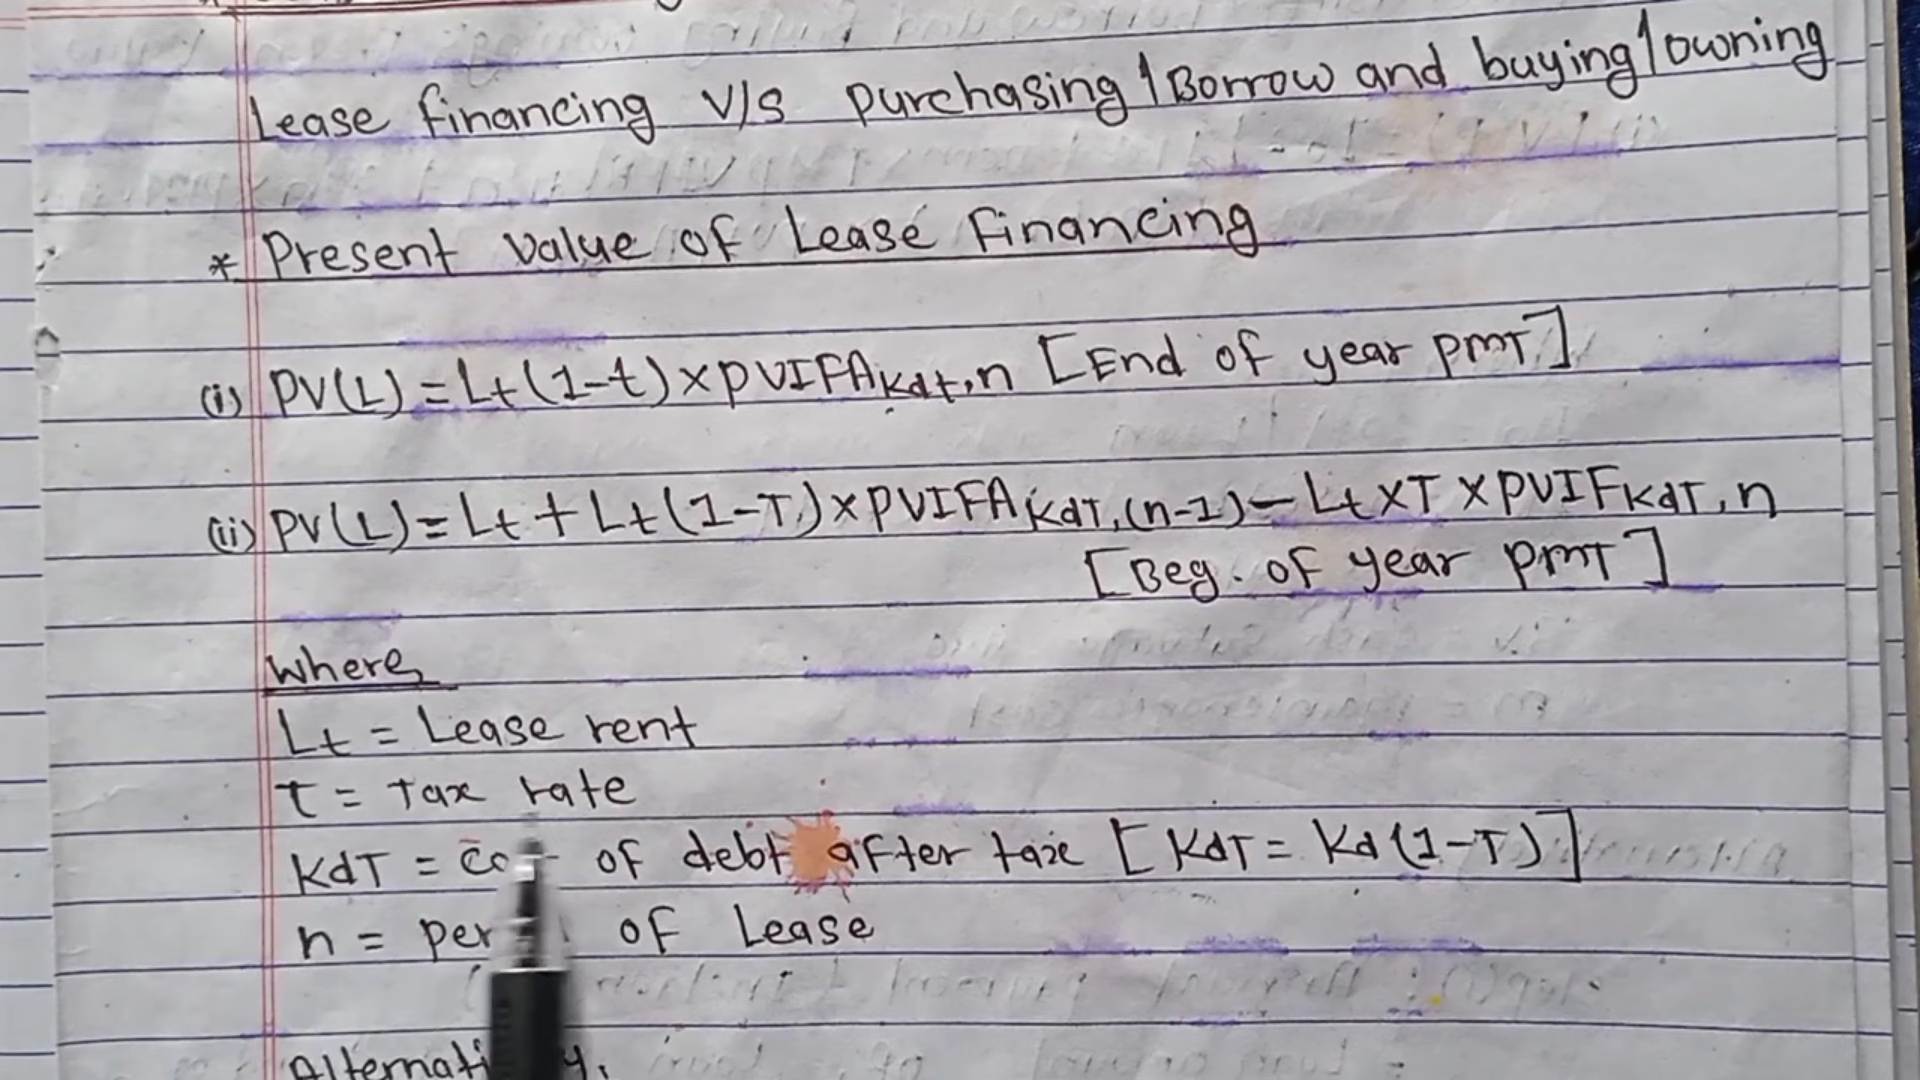 Lease financing v/s purchasing / Borrow and buying / owning
* Present value of Lease Financing
(i) PV(L) = Lt (1-t) × PVIFAKdt,n [End of year pmT]
(ii) PV(L) = Lt + Lt (1-T) × PVIFA KdT,(n-1) - Lt × T × PVIFKdT,n
[Beg. of year pmT]
Where,
Lt = Lease rent
t = Tax rate
KdT = of debt after tax [KdT = Kd (1-T)]
n = of Lease